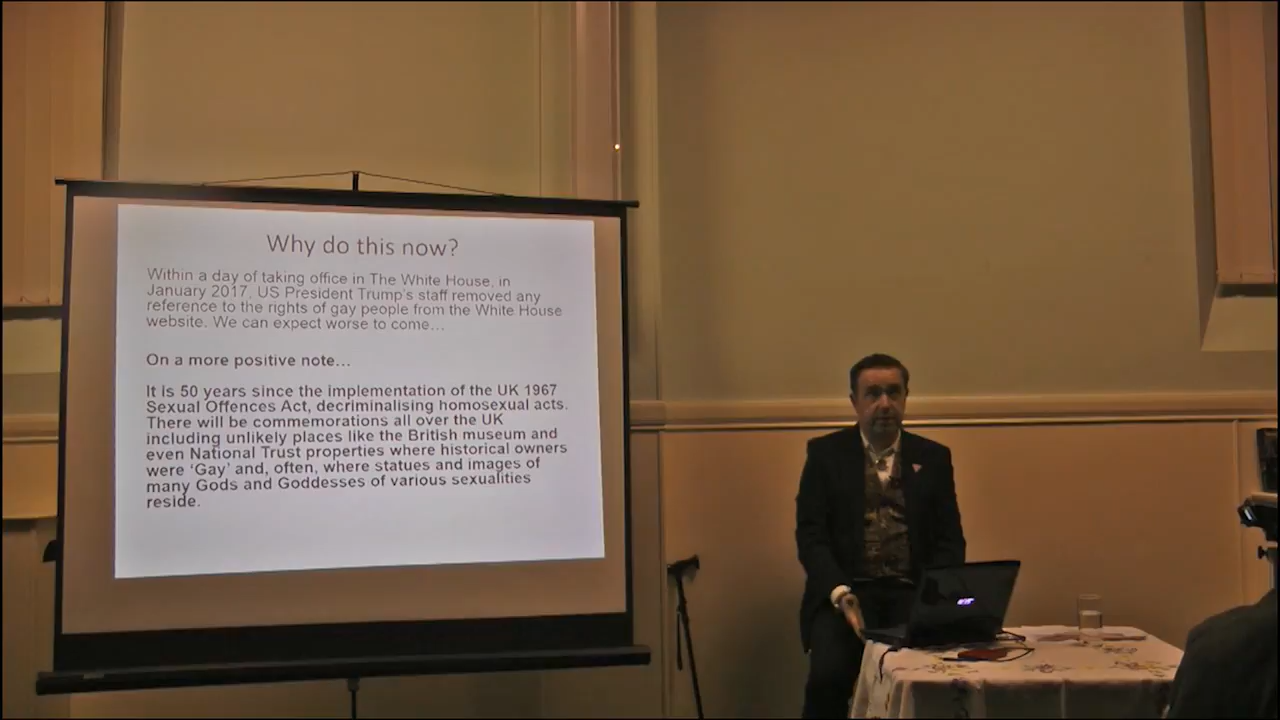 Why do this now?
Within a day of taking office in The White House, in
January 2017, US President Trump's staff removed any
reference to the rights of gay people from the White House
website. We can expect worse to come…
On a more positive note…
It is 50 years since the implementation of the UK 1967
Sexual Offences Act, decriminalising homosexual acts.
There will be commemorations all over the UK
including unlikely places like the British museum and
even National Trust properties where historical owners
were 'Gay' and, often, where statues and images of
many Gods and Goddesses of various sexualities
reside.